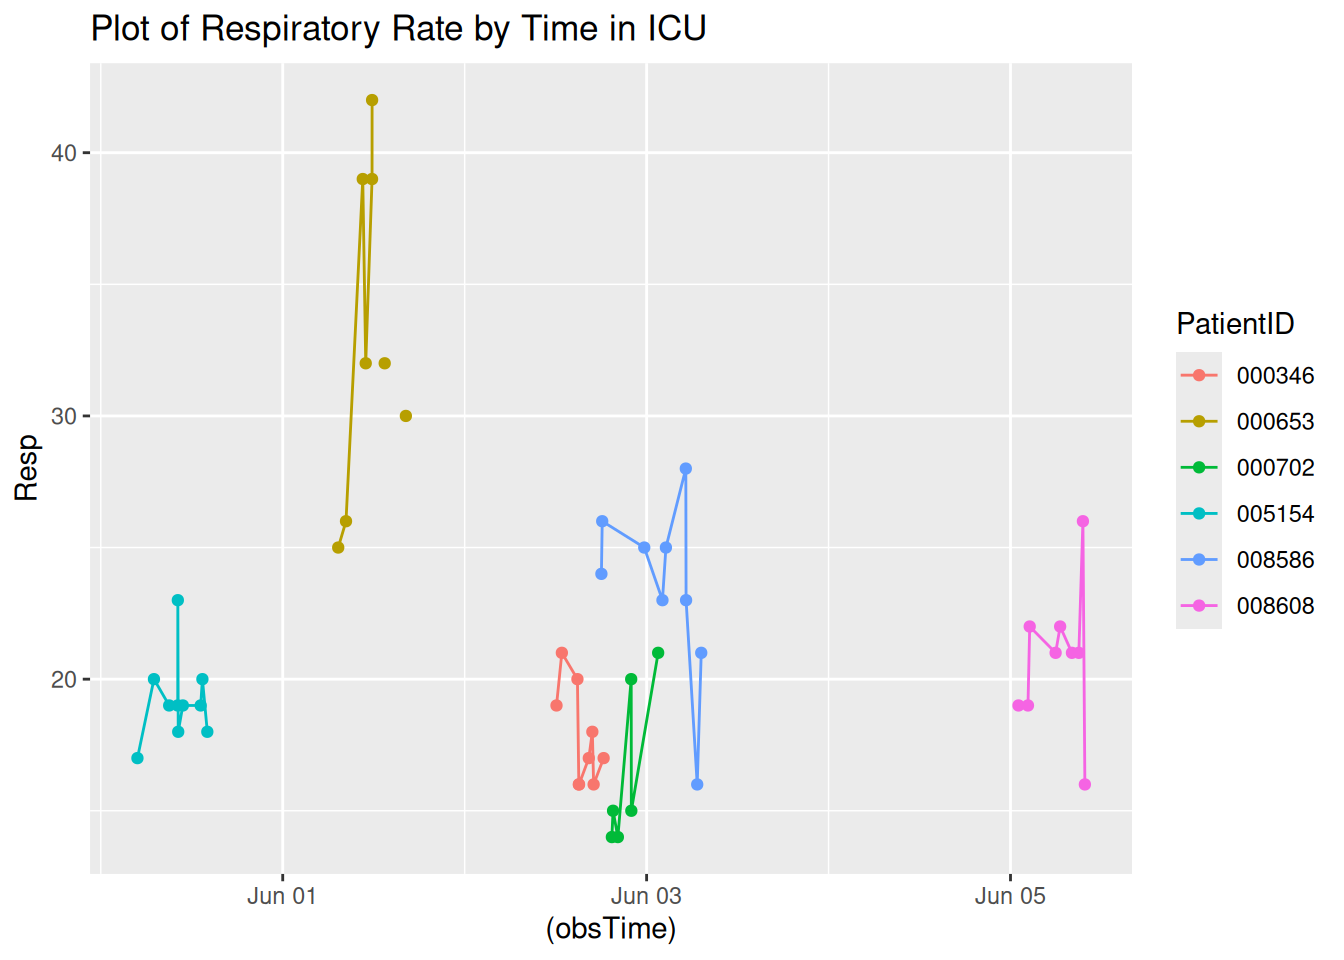 Plot of Respiratory Rate by Time in ICU
40
30
20
Resp
Jun 01
Jun 03
Jun 05
(obsTime)
PatientID
000346
000653
000702
005154
008586
008608